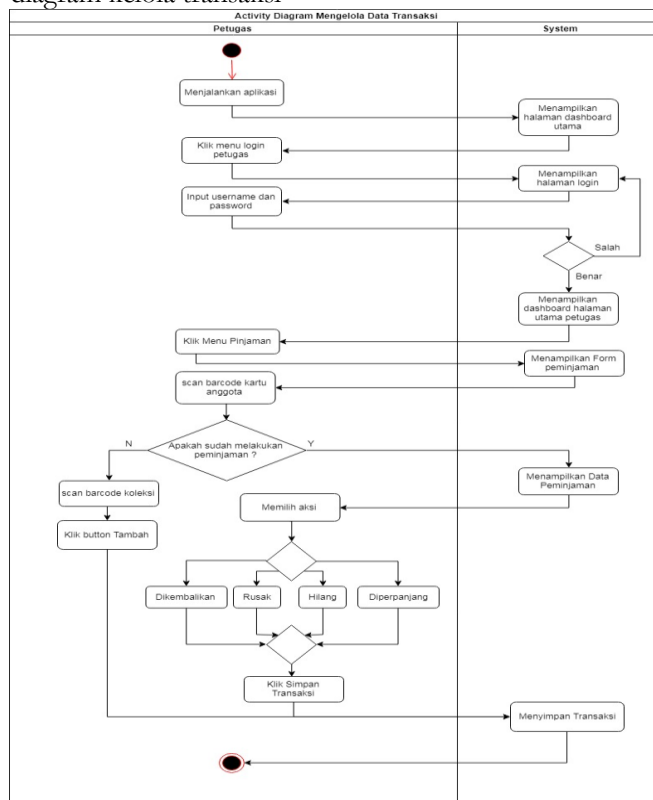 diagram kelola transaksi
Activity Diagram Mengelola Data Transaksi
Petugas
System
Menjalankan aplikasi
Menampilkan
halaman dashboard
utama
Klik menu login
petugas
Menampilkan
halaman login
Input username dan
password
Salah
Benar
Menampilkan
dashboard halaman
utama petugas
Klik Menu Pinjaman
Menampilkan Form
peminjaman
scan barcode kartu
anggota
N
Apakah sudah melakukan
peminjaman ?
Y
scan barcode koleksi
Menampilkan Data
Peminjaman
Memilih aksi
Klik button Tambah
Dikembalikan
Rusak
Hilang
Diperpanjang
Klik Simpan
Transaksi
Menyimpan Transaksi